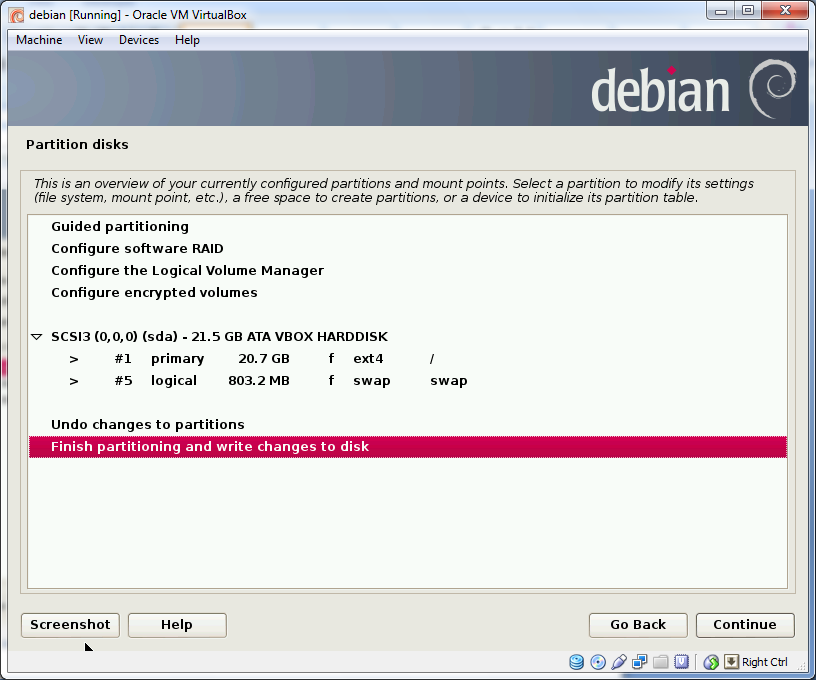 debian [Running] - Oracle VM VirtualBox
Machine View Devices Help
debian
Partition disks
This is an overview of your currently configured partitions and mount points. Select a partition to modify its settings
(file system, mount point, etc.), a free space to create partitions, or a device to initialize its partition table.
Guided partitioning
Configure software RAID
Configure the Logical Volume Manager
Configure encrypted volumes
SCSI3 (0,0,0) (sda) - 21.5 GB ATA VBOX HARDDISK
> #1 primary 20.7 GB f ext4 /
> #5 logical 803.2 MB f swap swap
Undo changes to partitions
Finish partitioning and write changes to disk
Screenshot Help Go Back Continue
Right Ctrl